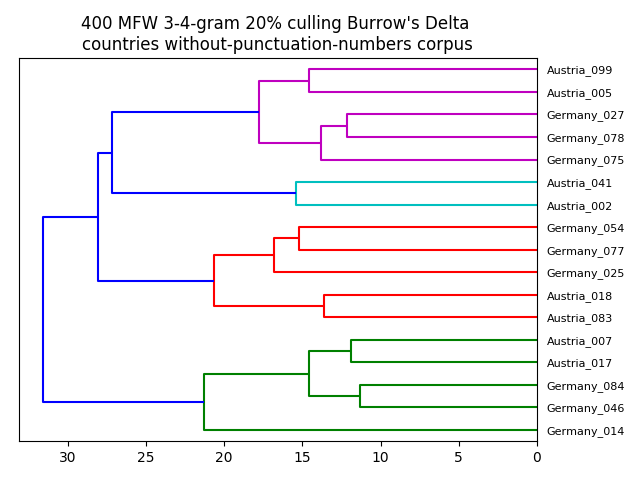 400 MFW 3-4-gram 20% culling Burrow's Delta
countries without-punctuation-numbers corpus
Austria_099
Austria_005
Germany_027
Germany_078
Germany_075
Austria_041
Austria_002
Germany_054
Germany_077
Germany_025
Austria_018
Austria_083
Austria_007
Austria_017
Germany_084
Germany_046
Germany_014
30 25 20 15 10 5 0